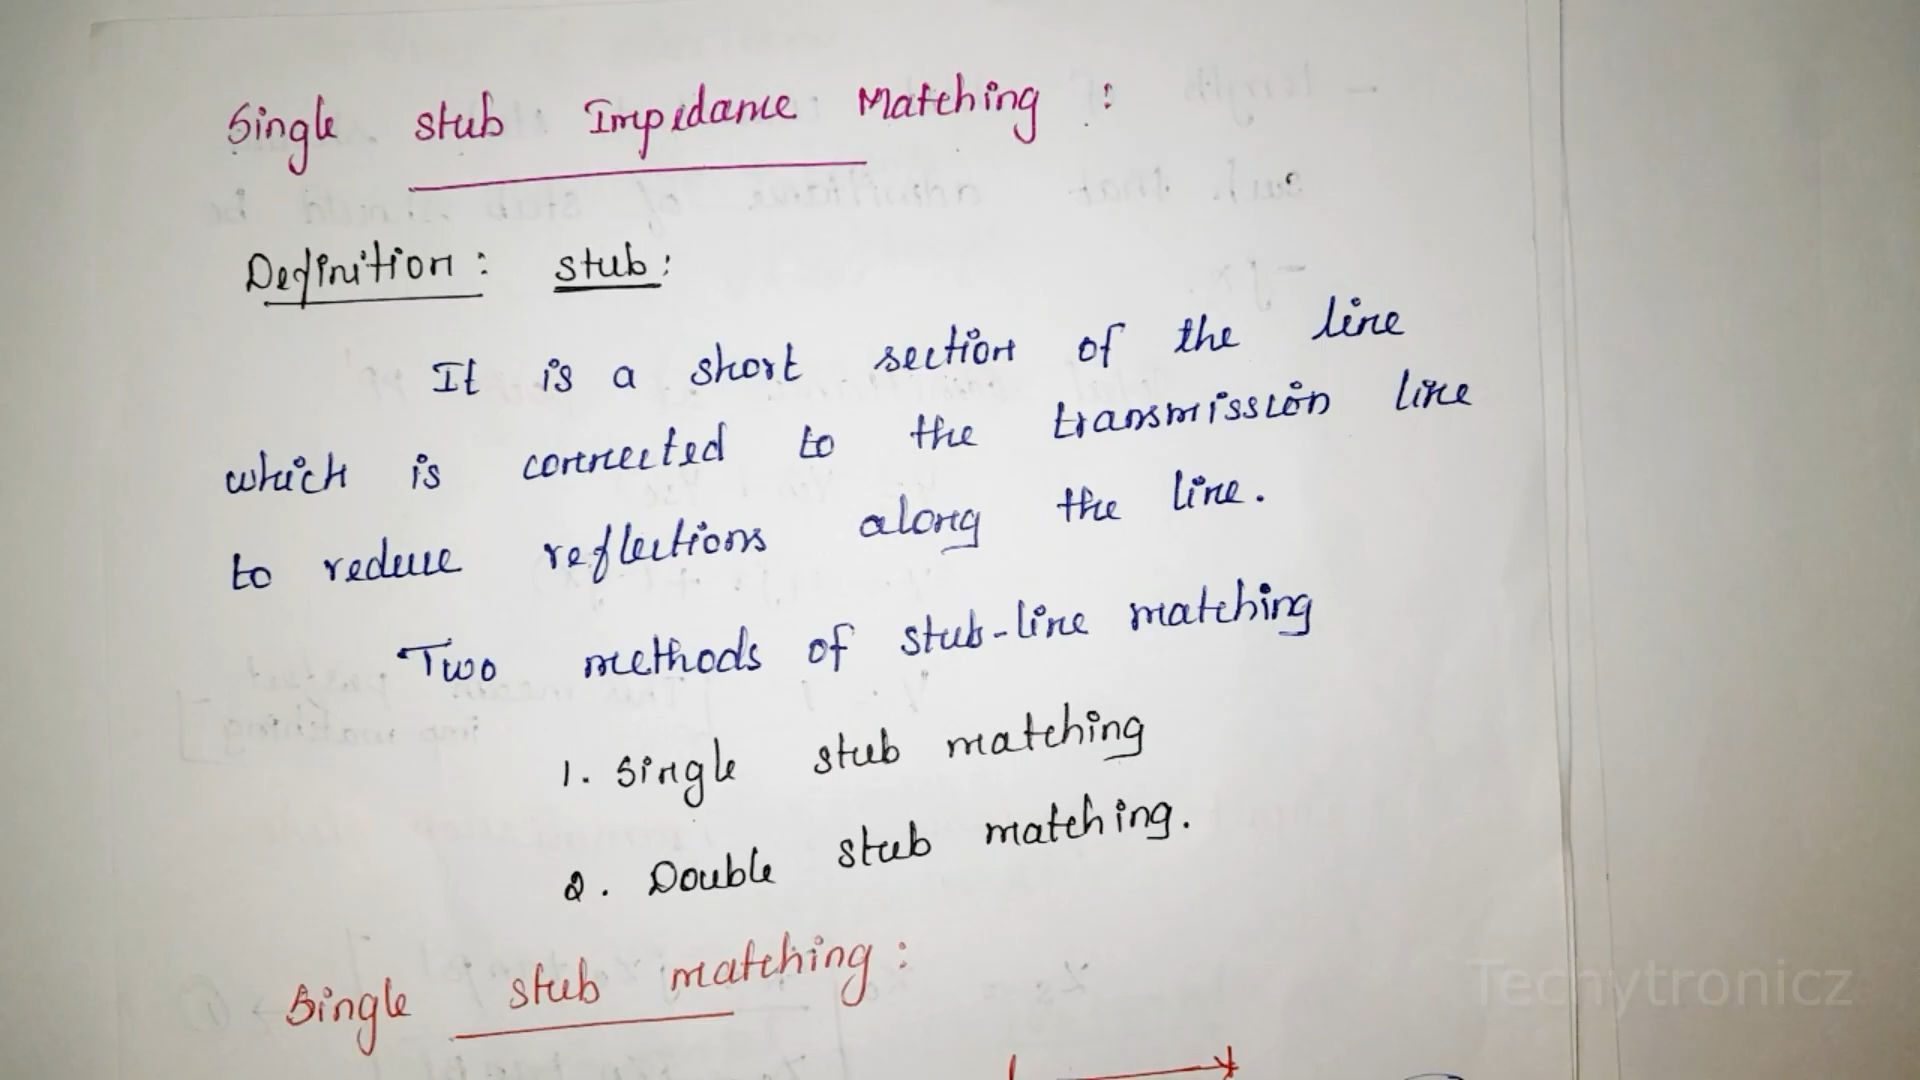 Single stub Impedance Matching :
Definition : stub :
It is a short section of the line
which is connected to the transmission line
to reduce reflections along the line.
Two methods of stub-line matching
1. Single stub matching
2. Double stub matching.
Single stub matching :
Techytronicz